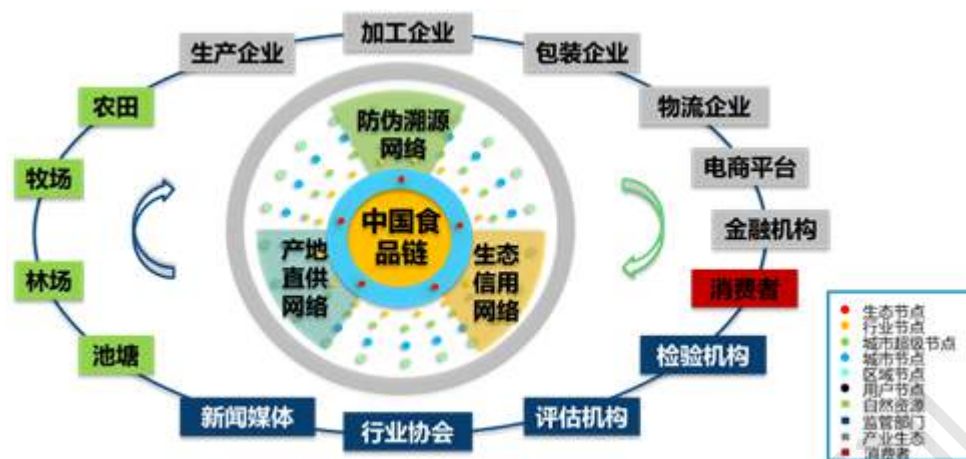 加工企业
生产企业
包装企业
农田
物流企业
防伪溯源
网络
牧场
电商平台
中国食
品链
金融机构
产地
直供
网络
生态
信用
网络
林场
消费者
池塘
检验机构
新闻媒体
行业协会
评估机构
生态节点
行业节点
城市超级节点
城市节点
区域节点
用户节点
自然资源
监管部门
产业生态
消费者